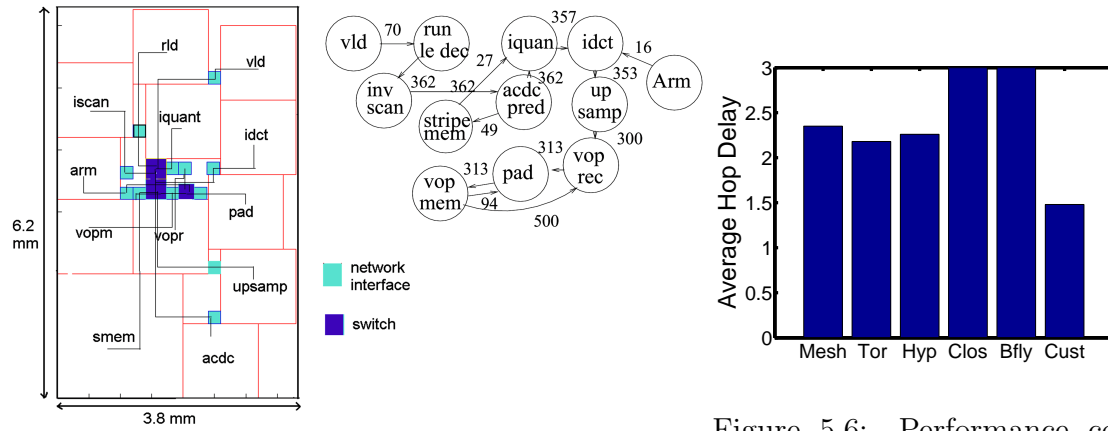 rld
vld
iscan
iquant
idct
arm
pad
vopm
vopr
upsamp
smem
acdc
6.2
mm
3.8 mm
network
interface
switch
vld
70
run
le dec
362
inv
scan
362
27
stripe
mem
49
acdc
pred
362
iquan
357
idct
16
Arm
353
up
samp
300
vop
rec
313
pad
313
94
vop
mem
500
Average Hop Delay
3
2.5
2
1.5
1
0.5
0
Mesh Tor Hyp Clos Bfly Cust
Figure 5.6: Performance